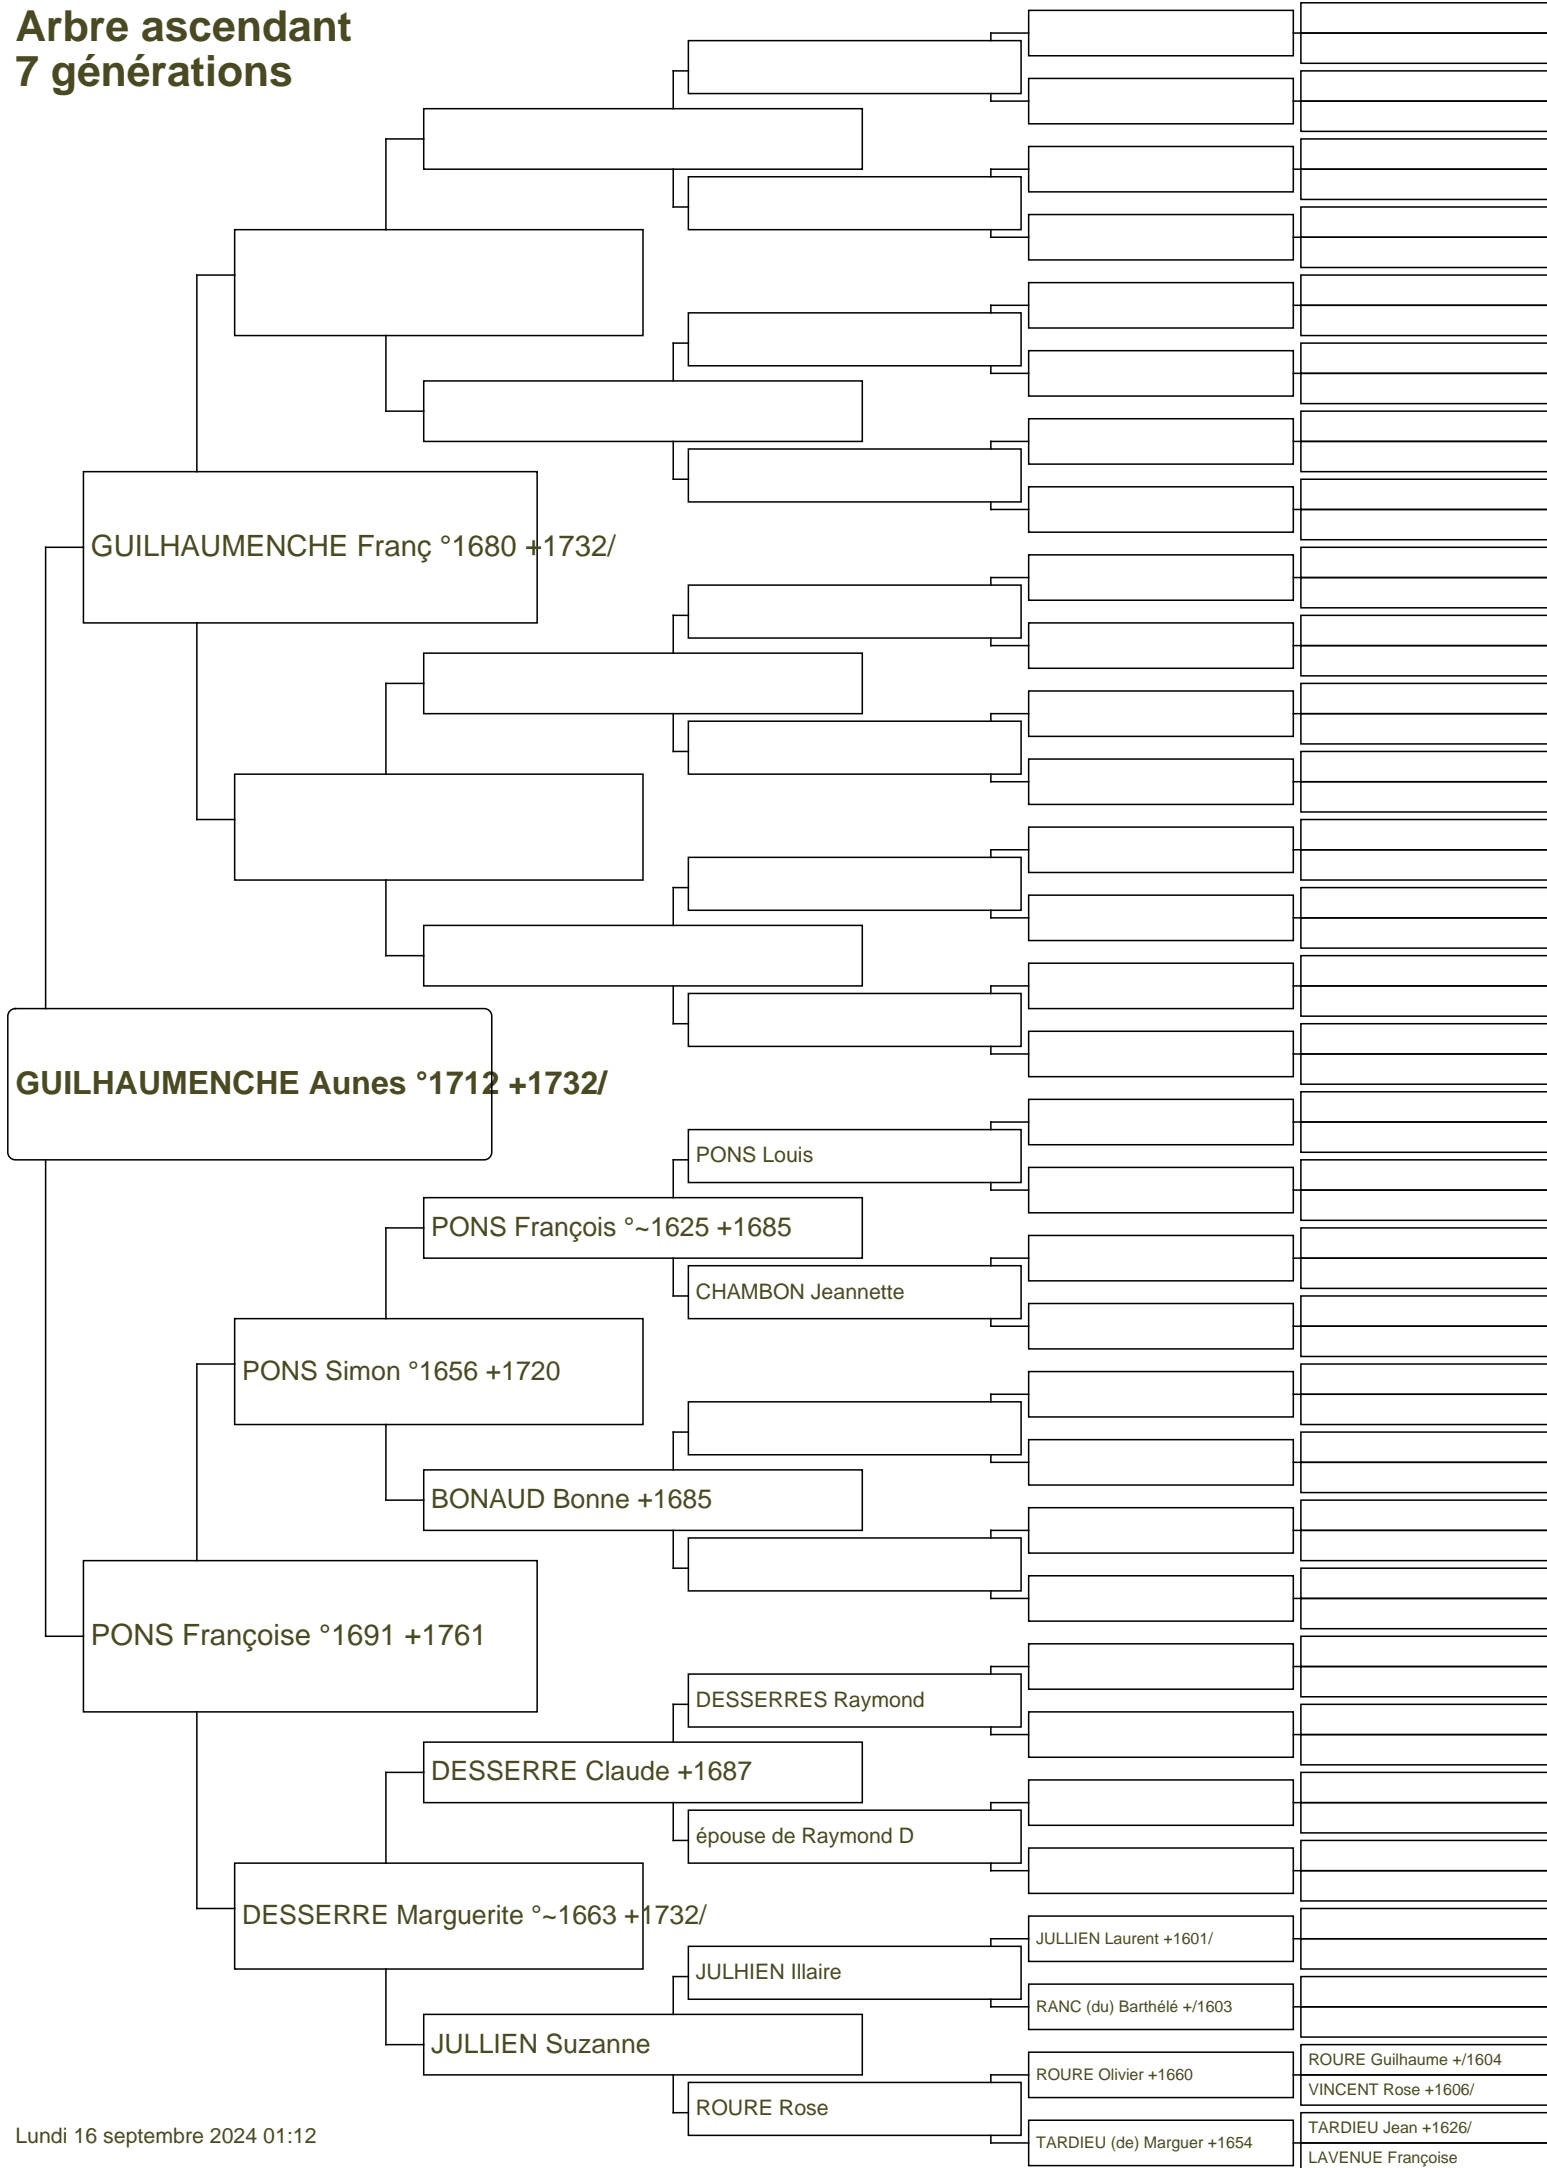 Arbre ascendant
7 générations
GUILHAUMENCHE Franç °1680 +1732/
GUILHAUMENCHE Aunes °1712 +1732/
PONS Louis
PONS François °~1625 +1685
CHAMBON Jeannette
PONS Simon °1656 +1720
BONAUD Bonne +1685
PONS Françoise °1691 +1761
DESSERRES Raymond
DESSERRE Claude +1687
épouse de Raymond D
DESSERRE Marguerite °~1663 +1732/
JULLIEN Laurent +1601/
JULHIEN Illaire
RANC (du) Barthélé +/1603
JULLIEN Suzanne
ROURE Guilhaume +/1604
ROURE Olivier +1660
VINCENT Rose +1606/
ROURE Rose
TARDIEU Jean +1626/
TARDIEU (de) Marguer +1654
LAVENUE Françoise
Lundi 16 septembre 2024 01:12